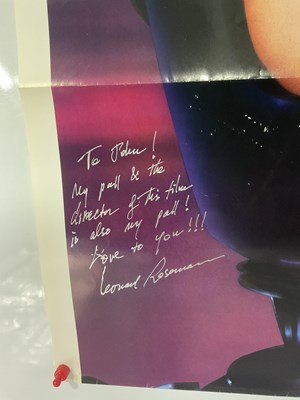 To John!
My pall & the
director of this film
is also my pall!
Love to you!!!
Leonard Rosenman